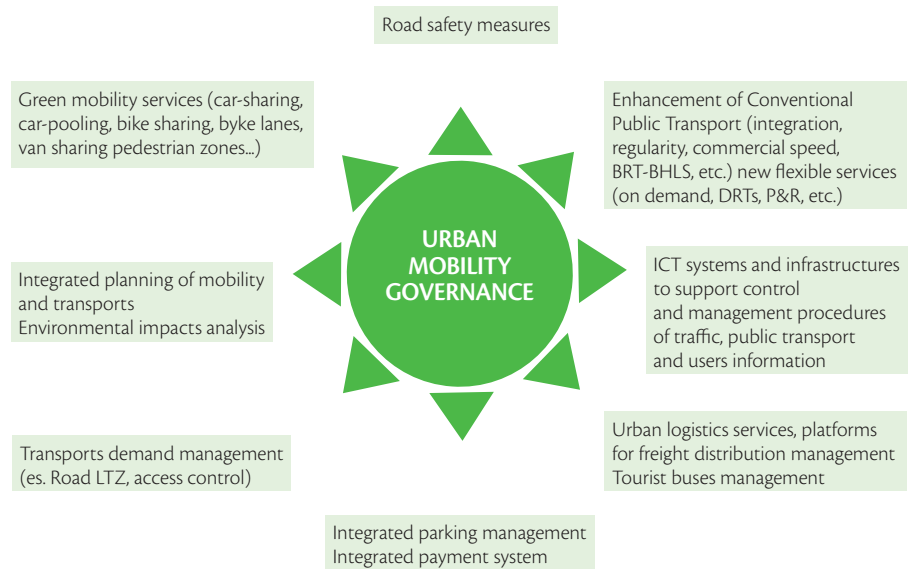 Road safety measures
Green mobility services (car-sharing,
car-pooling, bike sharing, byke lanes,
van sharing pedestrian zones...)
Enhancement of Conventional
Public Transport (integration,
regularity, commercial speed,
BRT-BHLS, etc.) new flexible services
(on demand, DRTs, P&R, etc.)
URBAN
MOBILITY
GOVERNANCE
Integrated planning of mobility
and transports
Environmental impacts analysis
ICT systems and infrastructures
to support control
and management procedures
of traffic, public transport
and users information
Transports demand management
(es. Road LTZ, access control)
Urban logistics services, platforms
for freight distribution management
Tourist buses management
Integrated parking management
Integrated payment system